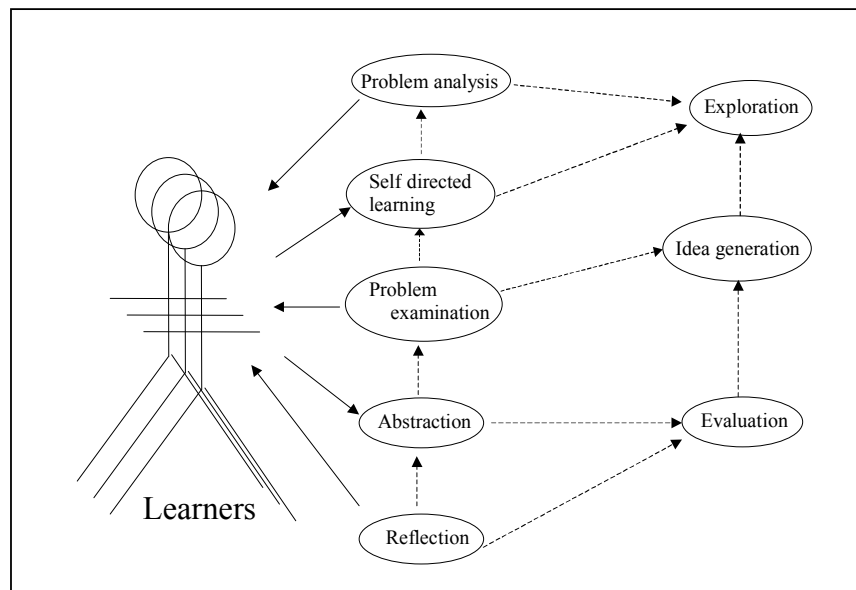 Problem analysis
Exploration
Self directed
learning
Idea generation
Problem
examination
Abstraction
Evaluation
Learners
Reflection